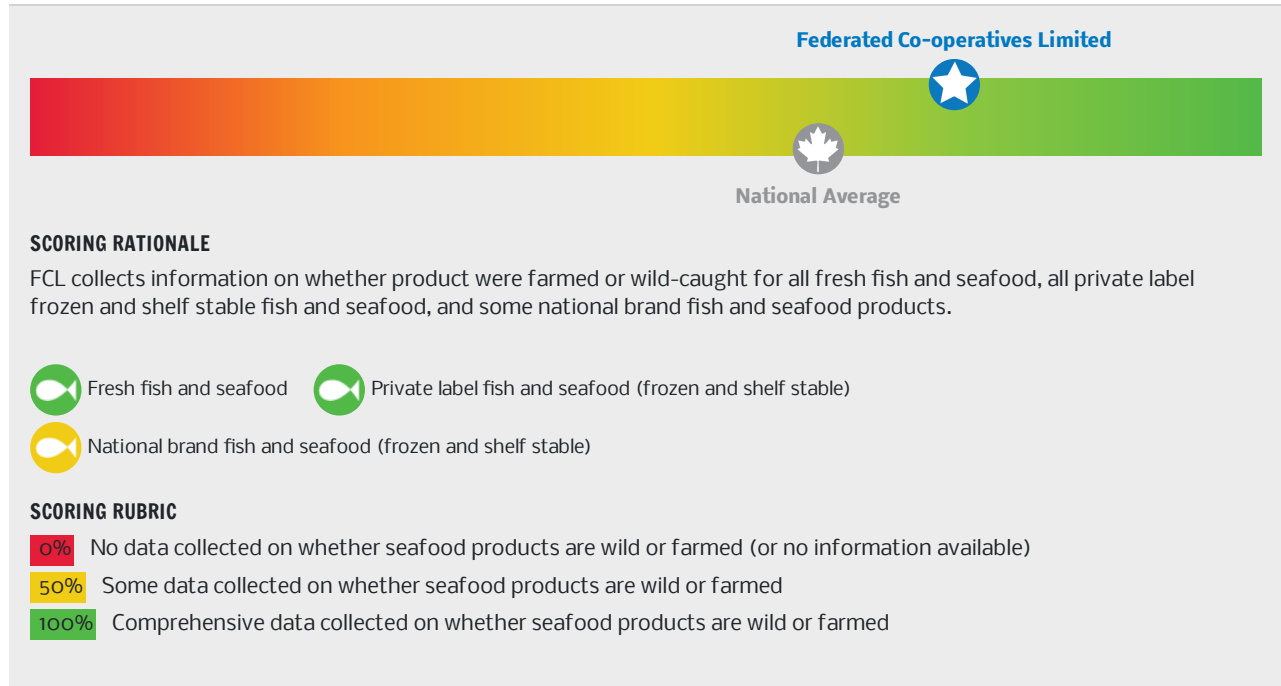 Federated Co-operatives Limited
National Average
SCORING RATIONALE
FCL collects information on whether product were farmed or wild-caught for all fresh fish and seafood, all private label
frozen and shelf stable fish and seafood, and some national brand fish and seafood products.
Fresh fish and seafood Private label fish and seafood (frozen and shelf stable)
National brand fish and seafood (frozen and shelf stable)
SCORING RUBRIC
0% No data collected on whether seafood products are wild or farmed (or no information available)
50% Some data collected on whether seafood products are wild or farmed
100% Comprehensive data collected on whether seafood products are wild or farmed